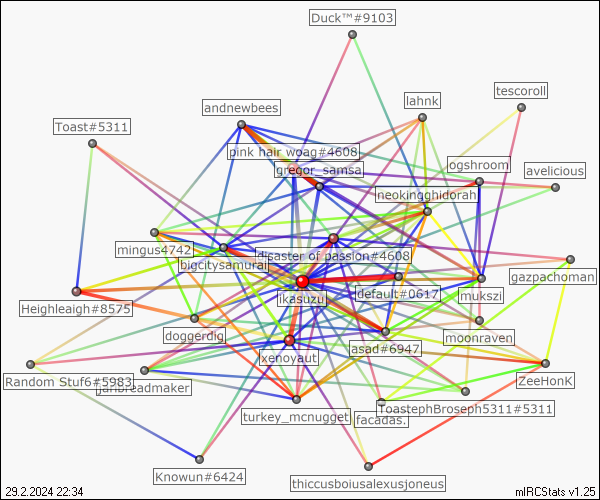 Duck™#9103
tescoroll
lahnk
andnewbees
Toast#5311
pink hair woag#4608
ogshroom
gregor_samsa
avelicious
neokingghidorah
mingus4742
disaster of passion#4608
bigcitysamurai
gazpachoman
mukszi
default#0617
ikasuzu
Heighleaigh#8575
doggerdig
moonraven
lasad#6947
xenoyaut
ZeeHonK
Random Stuf6#5983
jarlbreadmaker
ToastephBroseph5311#5311
turkey_mcnugget
facadas.
Knowun#6424
thiccusboiusalexusjoneus
29.2.2024 22:34
mIRCStats v1.25